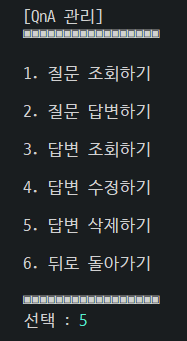 [QnA 관리]
1. 질문 조회하기
2. 질문 답변하기
3. 답변 조회하기
4. 답변 수정하기
5. 답변 삭제하기
6. 뒤로 돌아가기
선택 : 5